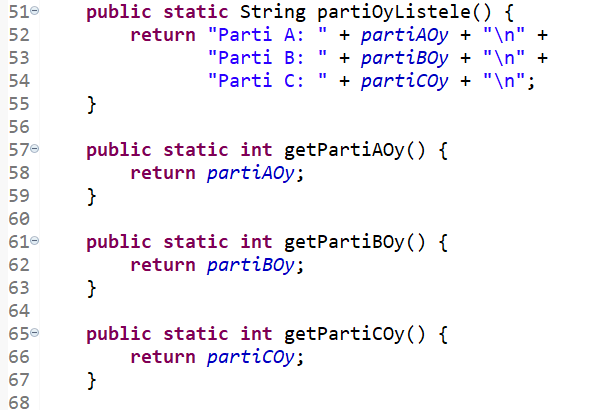 51 public static String partiOyListele() {
52 return "Parti A: " + partiAOy + "\n" +
53 "Parti B: " + partiBOy + "\n" +
54 "Parti C: " + partiCOy + "\n";
55 }
56
57 public static int getPartiAOy() {
58 return partiAOy;
59 }
60
61 public static int getPartiBOy() {
62 return partiBOy;
63 }
64
65 public static int getPartiCOy() {
66 return partiCOy;
67 }
68